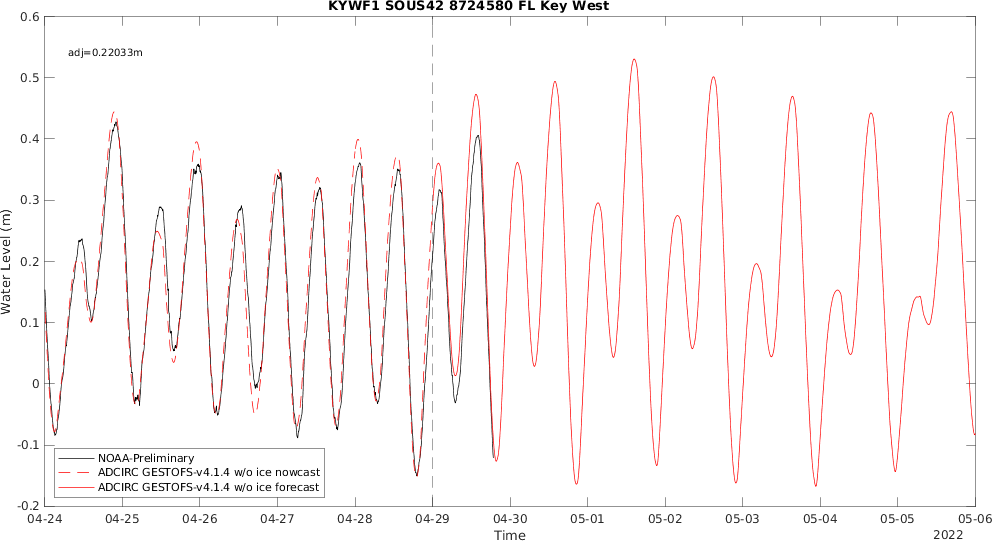 KYWF1 SOUS42 8724580 FL Key West
0.6
adj=0.22033m
0.5
0.4
0.3
0.2
0.1
0
-0.1
-0.2
Water Level (m)
NOAA-Preliminary
ADCIRC GESTOFS-v4.1.4 w/o ice nowcast
ADCIRC GESTOFS-v4.1.4 w/o ice forecast
04-24 04-25 04-26 04-27 04-28 04-29 04-30 05-01 05-02 05-03 05-04 05-05 05-06
Time
2022